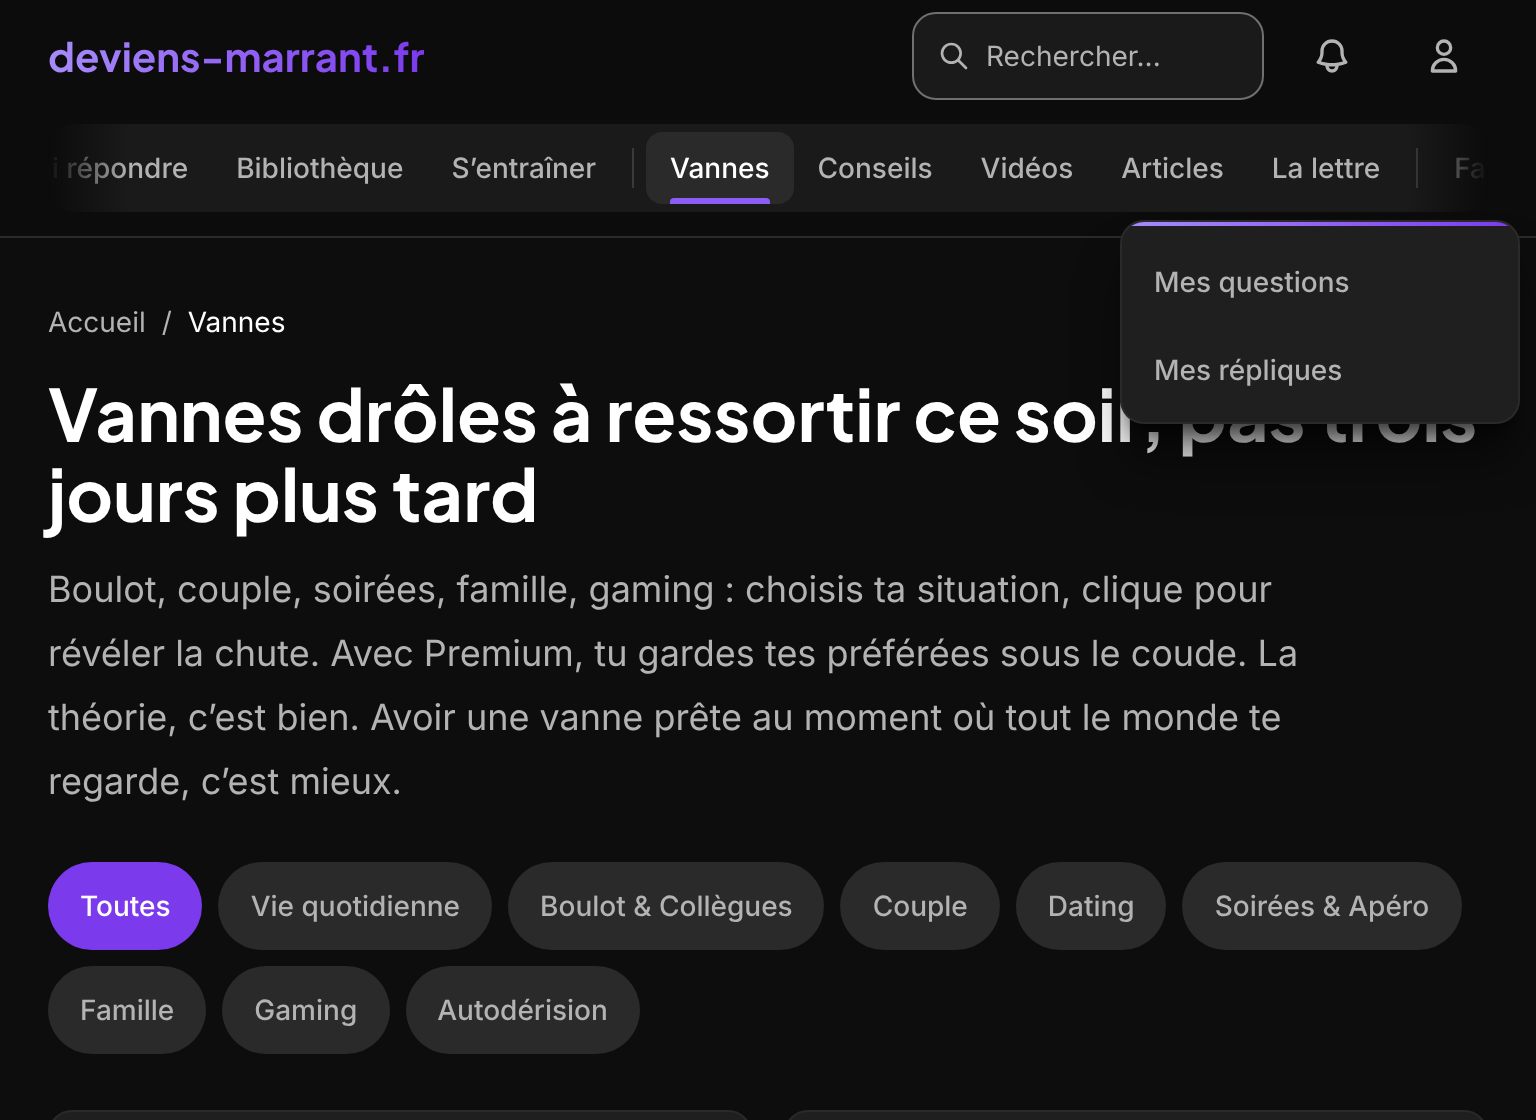 deviens-marrant.fr
Rechercher...
i répondre Bibliothèque S’entraîner Vannes Conseils Vidéos Articles La lettre Fa
Mes questions
Mes répliques
Accueil / Vannes
Vannes drôles à ressortir ce soir, pas trois
jours plus tard
Boulot, couple, soirées, famille, gaming : choisis ta situation, clique pour
révéler la chute. Avec Premium, tu gardes tes préférées sous le coude. La
théorie, c’est bien. Avoir une vanne prête au moment où tout le monde te
regarde, c’est mieux.
Toutes Vie quotidienne Boulot & Collègues Couple Dating Soirées & Apéro
Famille Gaming Autodérision